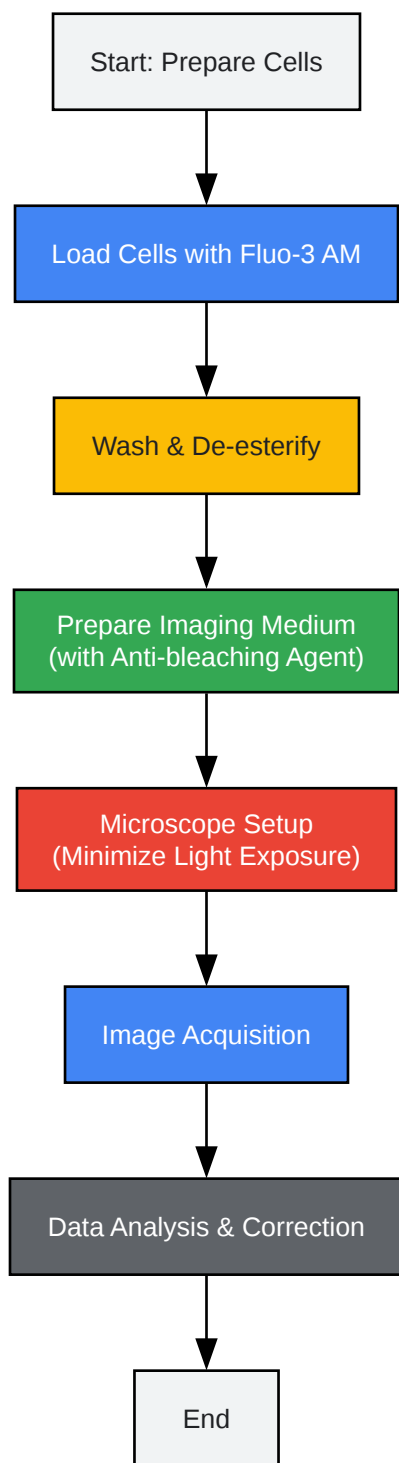 Start: Prepare Cells
Load Cells with Fluo-3 AM
Wash & De-esterify
Prepare Imaging Medium
(with Anti-bleaching Agent)
Microscope Setup
(Minimize Light Exposure)
Image Acquisition
Data Analysis & Correction
End